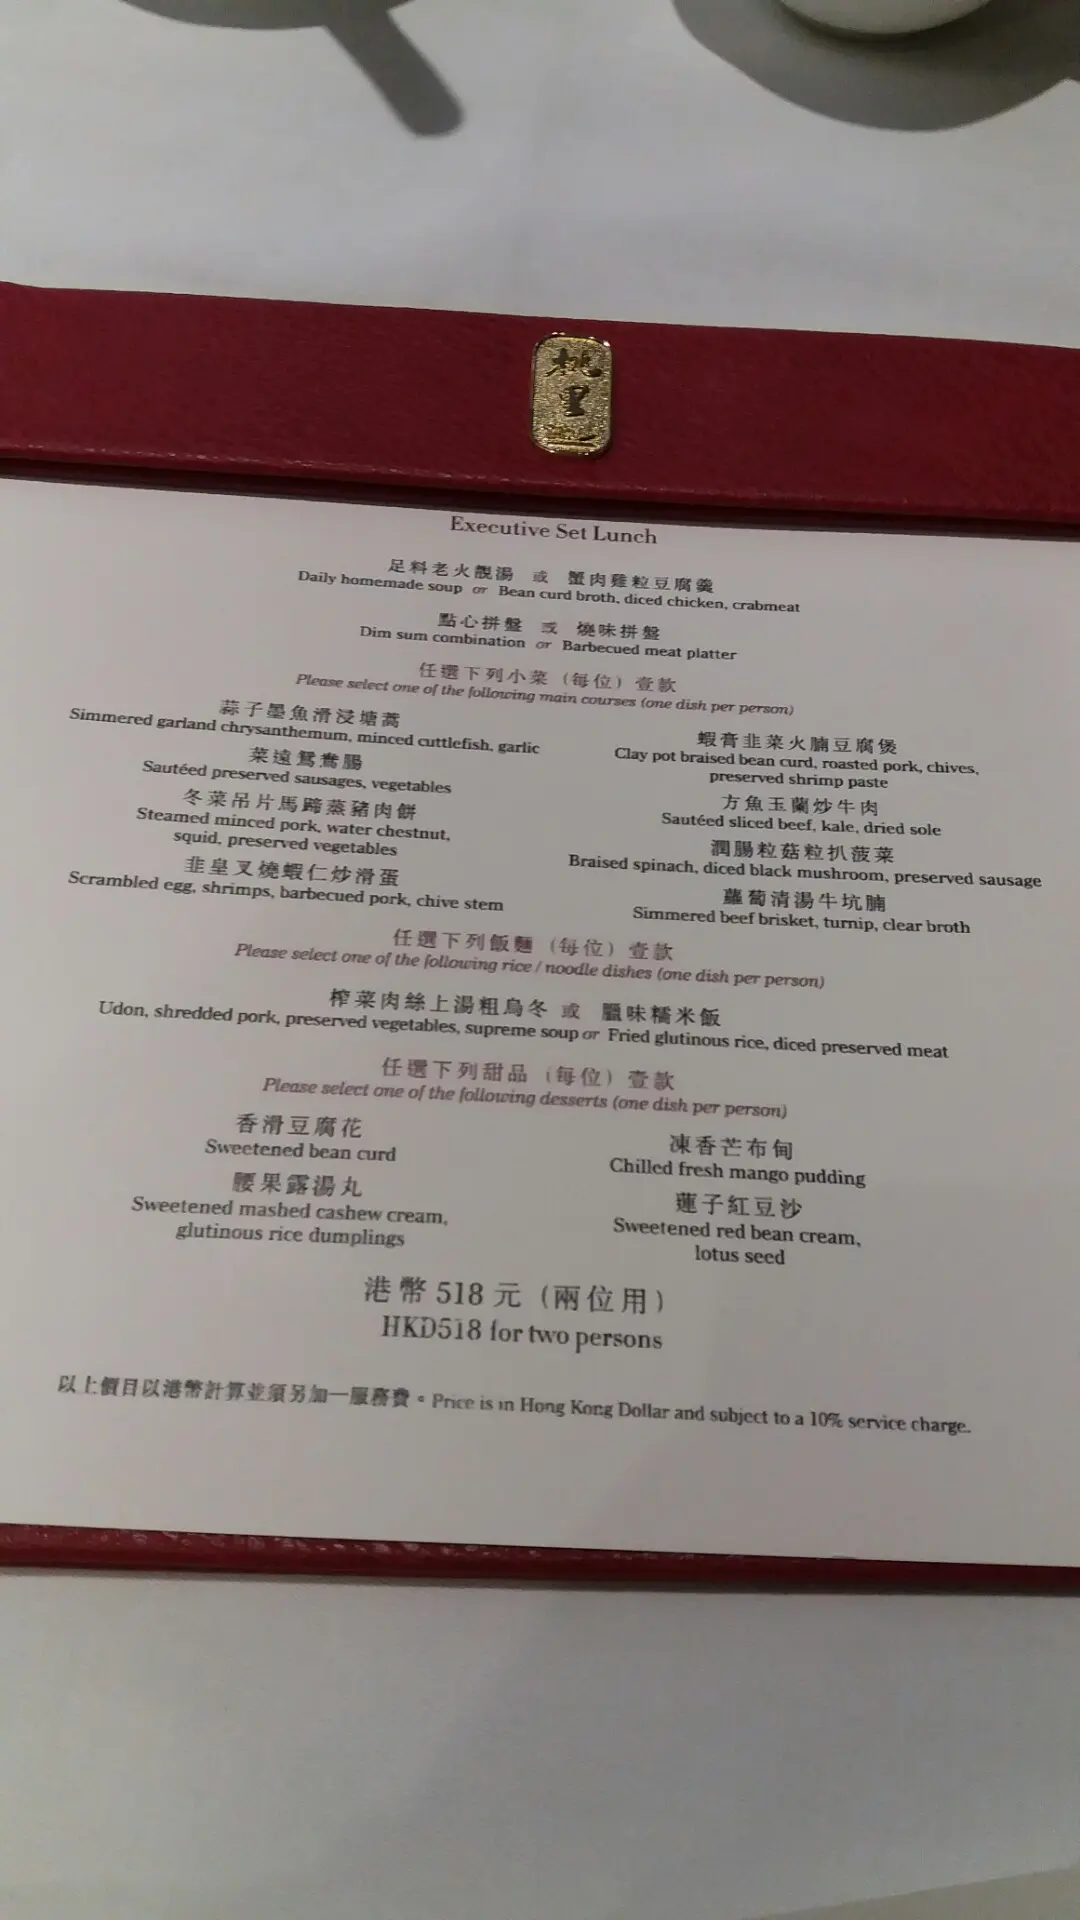 桃里
Executive Set Lunch
足料老火靚湯 或 蟹肉雞粒豆腐羹
Daily homemade soup or Bean curd broth, diced chicken, crabmeat
點心拼盤 或 燒味拼盤
Dim sum combination or Barbecued meat platter
任選下列小菜（每位）壹款
Please select one of the following main courses (one dish per person)
蒜子墨魚滑浸塘蒿
Simmered garland chrysanthemum, minced cuttlefish, garlic
菜遠鴛鴦腸
Sautéed preserved sausages, vegetables
冬菜吊片馬蹄蒸豬肉餅
Steamed minced pork, water chestnut,
squid, preserved vegetables
韭皇叉燒蝦仁炒滑蛋
Scrambled egg, shrimps, barbecued pork, chive stem
蝦膏韭菜火腩豆腐煲
Clay pot braised bean curd, roasted pork, chives,
preserved shrimp paste
方魚玉蘭炒牛肉
Sautéed sliced beef, kale, dried sole
潤腸粒菇粒扒菠菜
Braised spinach, diced black mushroom, preserved sausage
蘿蔔清湯牛坑腩
Simmered beef brisket, turnip, clear broth
任選下列飯麵（每位）壹款
Please select one of the following rice / noodle dishes (one dish per person)
榨菜肉絲上湯粗烏冬 或 臘味糯米飯
Udon, shredded pork, preserved vegetables, supreme soup or Fried glutinous rice, diced preserved meat
任選下列甜品（每位）壹款
Please select one of the following desserts (one dish per person)
香滑豆腐花
Sweetened bean curd
腰果露湯丸
Sweetened mashed cashew cream,
glutinous rice dumplings
凍香芒布甸
Chilled fresh mango pudding
蓮子紅豆沙
Sweetened red bean cream,
lotus seed
港幣 518 元（兩位用）
HKD518 for two persons
以上價目以港幣計算並須另加一服務費。Price is in Hong Kong Dollar and subject to a 10% service charge.